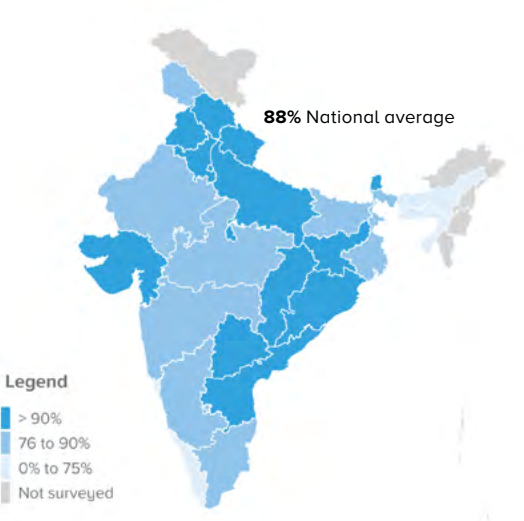 88% National average
Legend
> 90%
76 to 90%
0% to 75%
Not surveyed